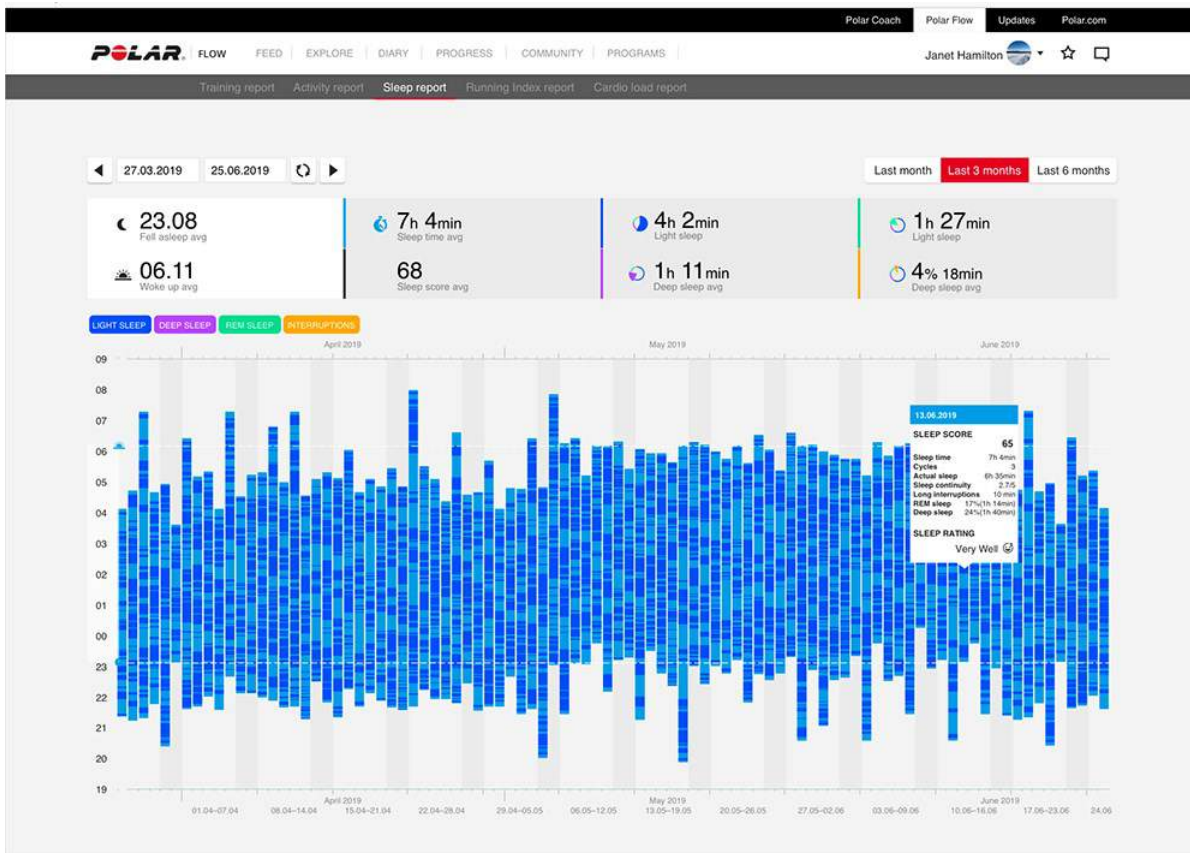 Polar Coach Polar Flow Updates Polar.com
POLAR. FLOW FEED EXPLORE DIARY PROGRESS COMMUNITY PROGRAMS Janet Hamilton
Training report Activity report Sleep report Running Index report Cardio load report
27.03.2019 25.06.2019 Last month Last 3 months Last 6 months
23.08 7h 4min 4h 2min 1h 27min
Fell asleep avg Sleep time avg Light sleep Light sleep
06.11 68 1h 11min 4% 18min
Woke up avg Sleep score avg Deep sleep avg Deep sleep avg
LIGHT SLEEP DEEP SLEEP REM SLEEP INTERRUPTIONS
April 2019 May 2019 June 2019
09
08
07
06
05
04
03
02
01
00
23
22
21
20
19
13.06.2019
SLEEP SCORE
65
Sleep time 7h 4min
Cycles 3
Actual sleep 6h 35min
Sleep continuity 2.7/5
Long interruptions 10 min
REM sleep 17%(1h 14min)
Deep sleep 24%(1h 40min)
SLEEP RATING
Very Well
April 2019 May 2019 June 2019
01.04–07.04 08.04–14.04 15.04–21.04 22.04–28.04 29.04–05.05 06.05–12.05 13.05–19.05 20.05–26.05 27.05–02.06 03.06–09.06 10.06–16.06 17.06–23.06 24.06